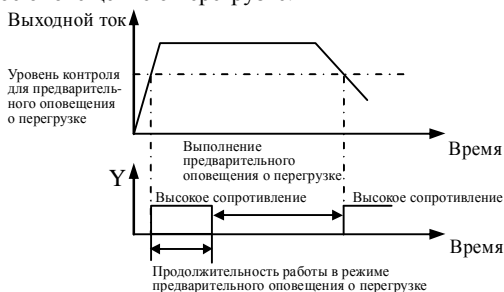 Выходной ток
Уровень контроля
для предваритель-
ного оповещения
о перегрузке
Выполнение
предварительного
оповещения о перегрузке
Время
Y
Высокое сопротивление
Высокое сопротивление
Время
Продолжительность работы в режиме
предварительного оповещения о перегрузке